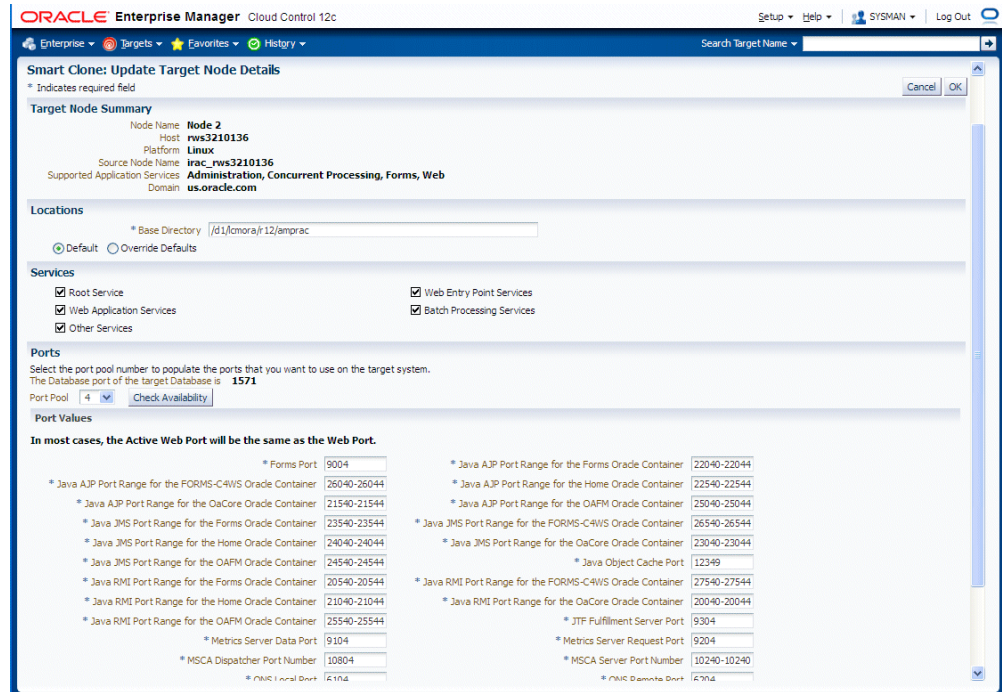 ORACLE Enterprise Manager Cloud Control 12c
Setup Help SYSMAN Log Out
Enterprise Targets Favorites History Search Target Name
Smart Clone: Update Target Node Details
* Indicates required field
Cancel OK
Target Node Summary
Node Name Node 2
Host rws3210136
Platform Linux
Source Node Name irac_rws3210136
Supported Application Services Administration, Concurrent Processing, Forms, Web
Domain us.oracle.com
Locations
* Base Directory /d1/lcmora/r12/amprac
Default Override Defaults
Services
Root Service Web Entry Point Services
Web Application Services Batch Processing Services
Other Services
Ports
Select the port pool number to populate the ports that you want to use on the target system.
The Database port of the target Database is 1571
Port Pool 4 Check Availability
Port Values
In most cases, the Active Web Port will be the same as the Web Port.
* Forms Port 9004 * Java AJP Port Range for the Forms Oracle Container 22040-22044
* Java AJP Port Range for the FORMS-C4WS Oracle Container 26040-26044 * Java AJP Port Range for the Home Oracle Container 22540-22544
* Java AJP Port Range for the OaCore Oracle Container 21540-21544 * Java AJP Port Range for the OAFM Oracle Container 25040-25044
* Java JMS Port Range for the Forms Oracle Container 23540-23544 * Java JMS Port Range for the FORMS-C4WS Oracle Container 26540-26544
* Java JMS Port Range for the Home Oracle Container 24040-24044 * Java JMS Port Range for the OaCore Oracle Container 23040-23044
* Java JMS Port Range for the OAFM Oracle Container 24540-24544 * Java Object Cache Port 12349
* Java RMI Port Range for the Forms Oracle Container 20540-20544 * Java RMI Port Range for the FORMS-C4WS Oracle Container 27540-27544
* Java RMI Port Range for the Home Oracle Container 21040-21044 * Java RMI Port Range for the OaCore Oracle Container 20040-20044
* Java RMI Port Range for the OAFM Oracle Container 25540-25544 * JTF Fulfillment Server Port 9304
* Metrics Server Data Port 9104 * Metrics Server Request Port 9204
* MSCA Dispatcher Port Number 10804 * MSCA Server Port Number 10240-10240
* ONS Local Port 6104 * ONS Remote Port 6204